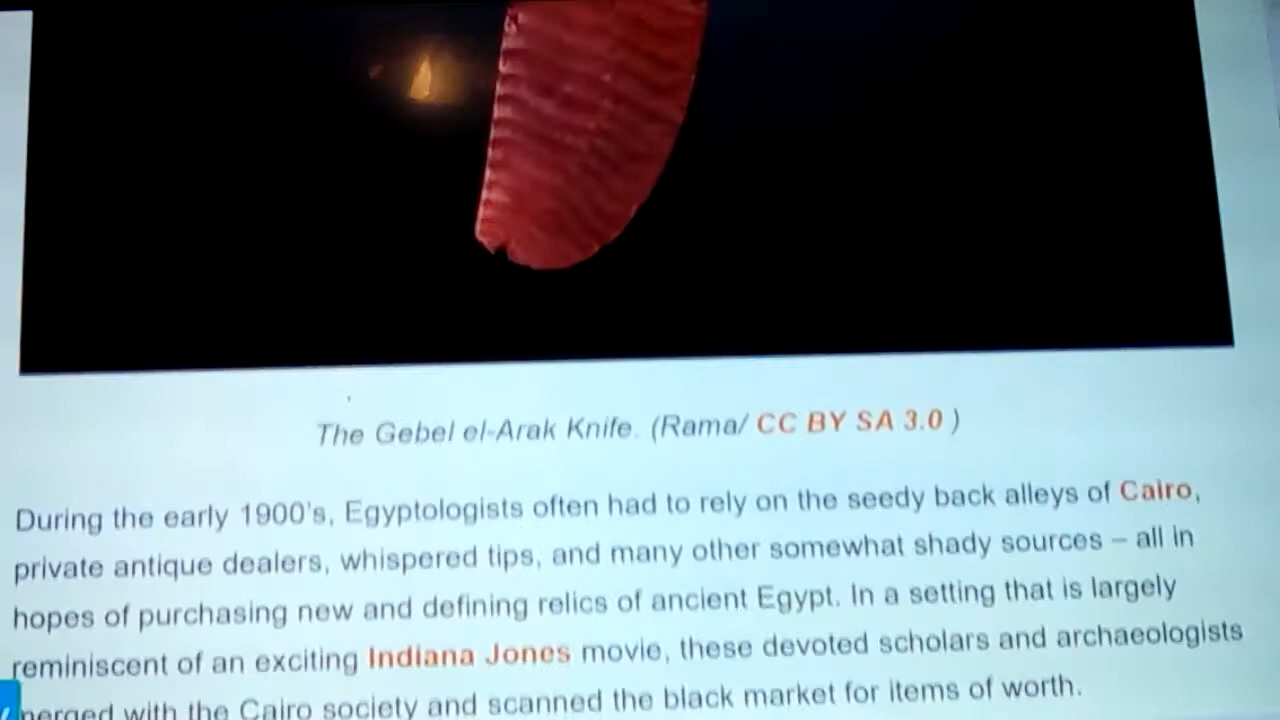 The Gebel el-Arak Knife. (Rama/ CC BY SA 3.0 )
During the early 1900's, Egyptologists often had to rely on the seedy back alleys of Cairo,
private antique dealers, whispered tips, and many other somewhat shady sources – all in
hopes of purchasing new and defining relics of ancient Egypt. In a setting that is largely
reminiscent of an exciting Indiana Jones movie, these devoted scholars and archaeologists
with the Cairo society and scanned the black market for items of worth.